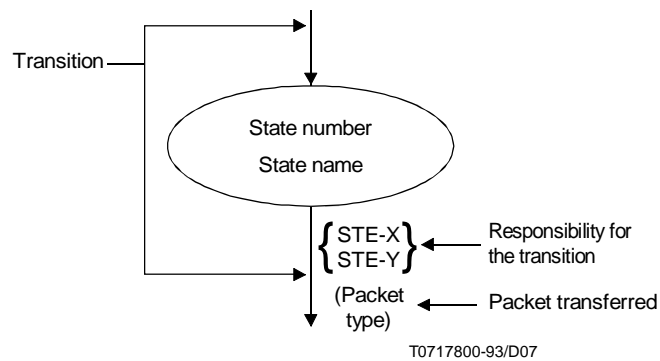 Transition
State number
State name
{STE-X}
{STE-Y}
Responsibility for
the transition
(Packet
type)
Packet transferred
T0717800-93/D07